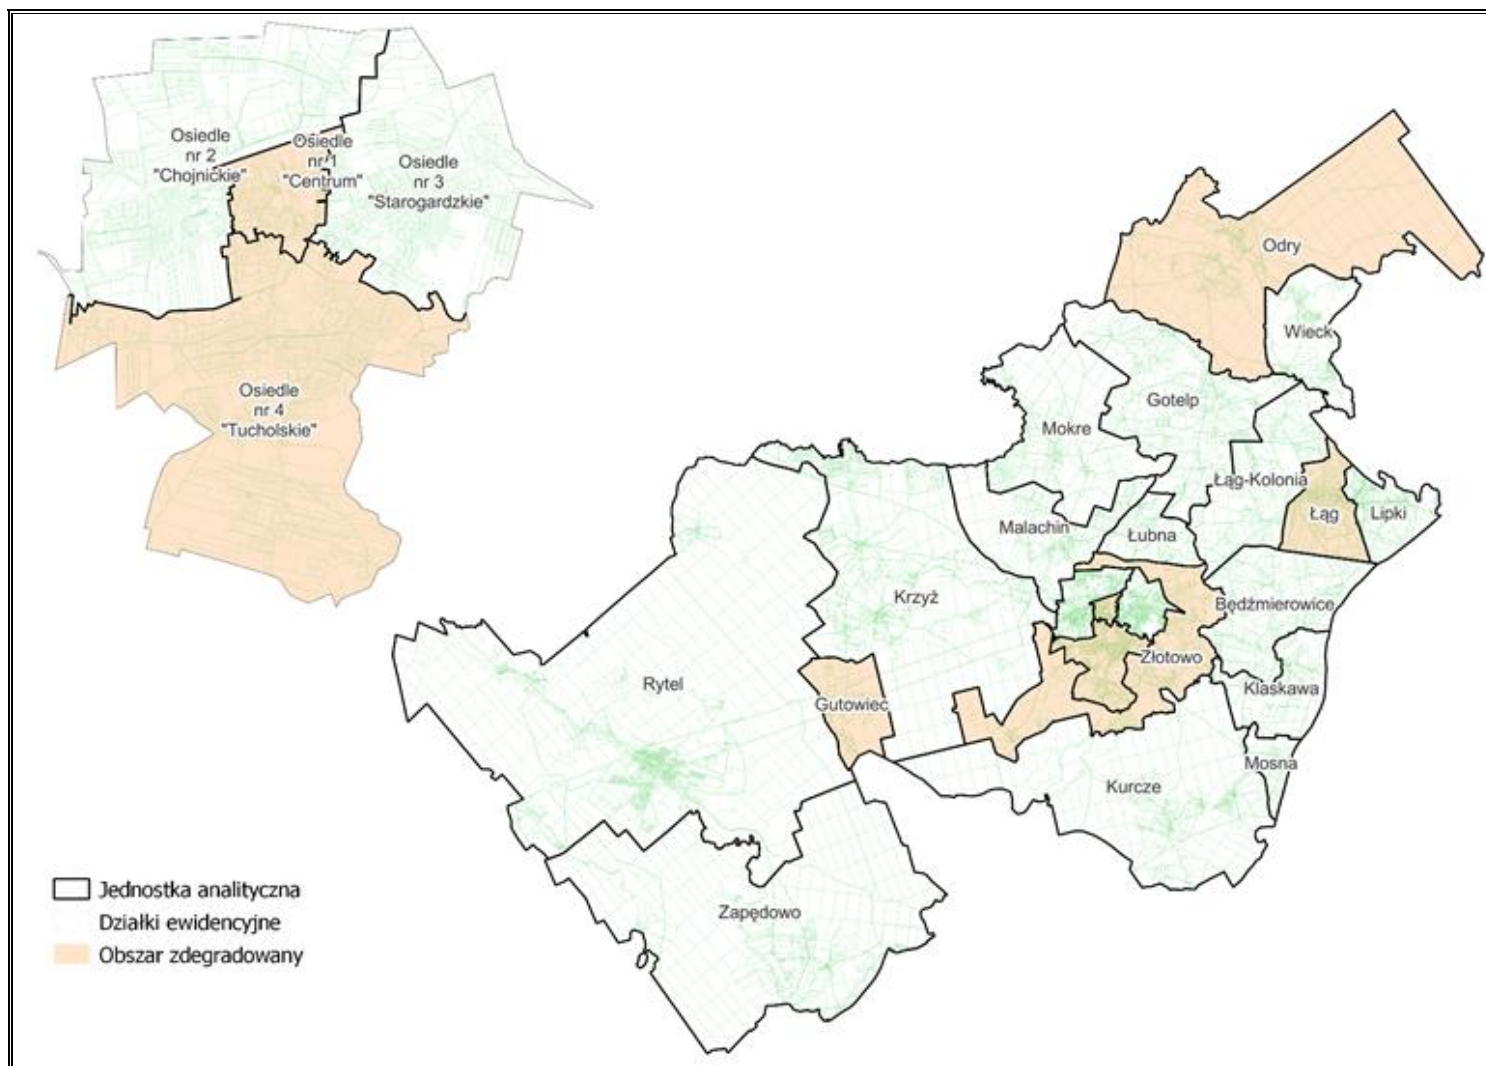 Osiedle
nr 2
"Chojnickie"
Osiedle
nr 1
"Centrum"
Osiedle
nr 3
"Starogardzkie"
Osiedle
nr 4
"Tucholskie"
Odry
Wieck
Gotelp
Mokre
Łąg-Kolonia
Łąg
Lipki
Malachin
Łubna
Krzyż
Będźmierowice
Złotowo
Rytel
Gutowiec
Klaskawa
Mosna
Kurcze
Zapędowo
Jednostka analityczna
Działki ewidencyjne
Obszar zdegradowany